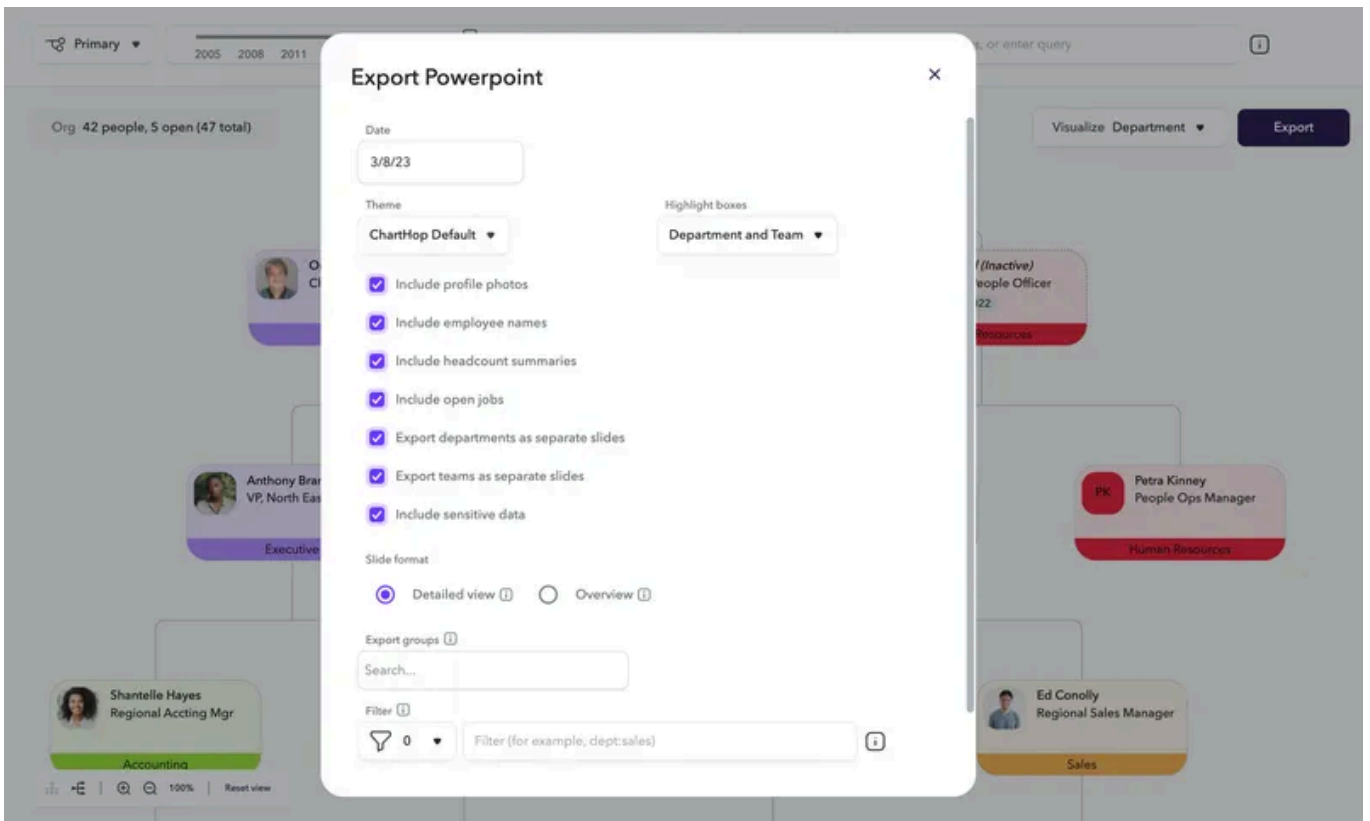 Primary
2005 2008 2011
, or enter query
Org 42 people, 5 open (47 total)
Visualize Department
Export
Export Powerpoint
Date
3/8/23
Theme
Highlight boxes
ChartHop Default
Department and Team
Include profile photos
Include employee names
Include headcount summaries
Include open jobs
Export departments as separate slides
Export teams as separate slides
Include sensitive data
Slide format
Detailed view
Overview
Export groups
Search...
Filter
0
Filter (for example, dept:sales)
(Inactive)
People Officer
Resources
Anthony Bra
VP, North Eas
Executive
PK
Petra Kinney
People Ops Manager
Human Resources
Shantelle Hayes
Regional Accting Mgr
Accounting
Ed Conolly
Regional Sales Manager
Sales
100%
Reset view